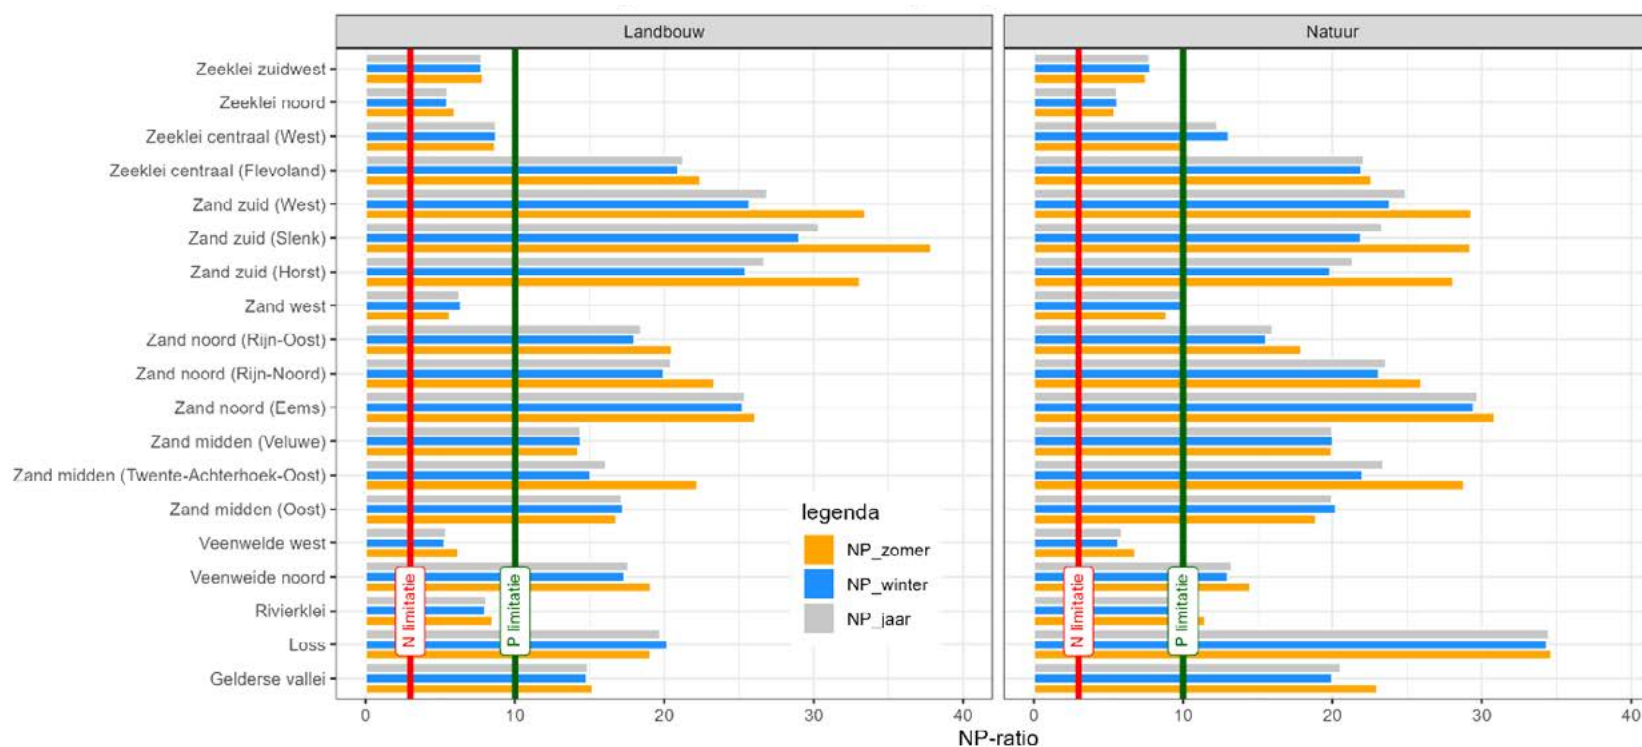 Landbouw
Natuur
Zeeklei zuidwest
Zeeklei noord
Zeeklei centraal (West)
Zeeklei centraal (Flevoland)
Zand zuid (West)
Zand zuid (Slenk)
Zand zuid (Horst)
Zand west
Zand noord (Rijn-Oost)
Zand noord (Rijn-Noord)
Zand noord (Eems)
Zand midden (Veluwe)
Zand midden (Twente-Achterhoek-Oost)
Zand midden (Oost)
Veenweide west
Veenweide noord
Rivierklei
Loss
Gelderse vallei
N limitatie
P limitatie
legenda
NP_zomer
NP_winter
NP_jaar
N limitatie
P limitatie
0 10 20 30 40
0 10 20 30 40
NP-ratio